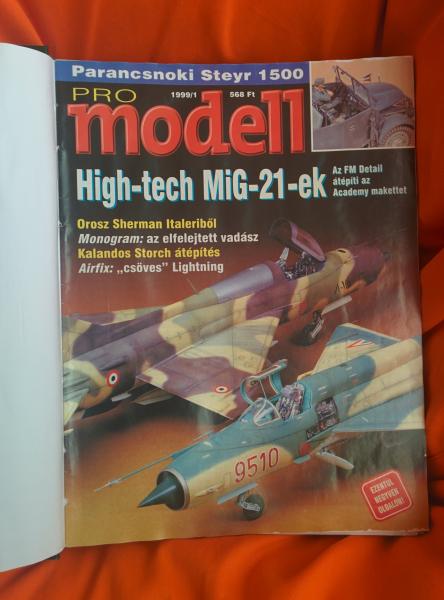 Parancsnoki Steyr 1500
PRO
1999/1
568 Ft
modell
High-tech MiG-21-ek
Az FM Detail
átépíti az
Academy makettet
Orosz Sherman Italeriből
Monogram: az elfelejtett vadász
Kalandos Storch átépítés
Airfix: „csöves” Lightning
9510
EZENTÚL
NEGYVEN
OLDALON!